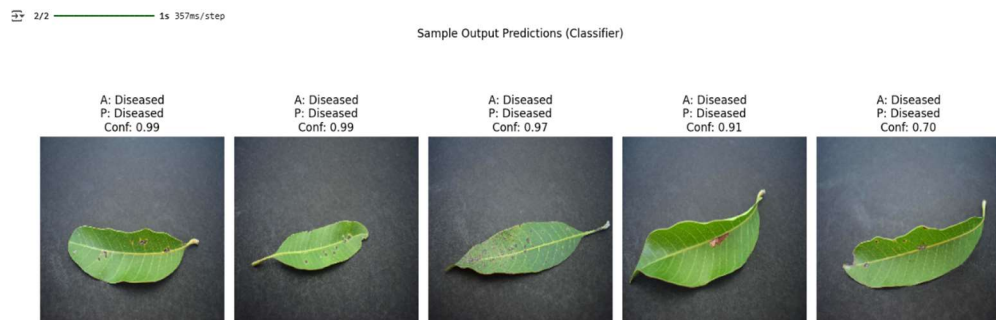 2/2 1s 357ms/step
Sample Output Predictions (Classifier)
A: Diseased
P: Diseased
Conf: 0.99
A: Diseased
P: Diseased
Conf: 0.99
A: Diseased
P: Diseased
Conf: 0.97
A: Diseased
P: Diseased
Conf: 0.91
A: Diseased
P: Diseased
Conf: 0.70